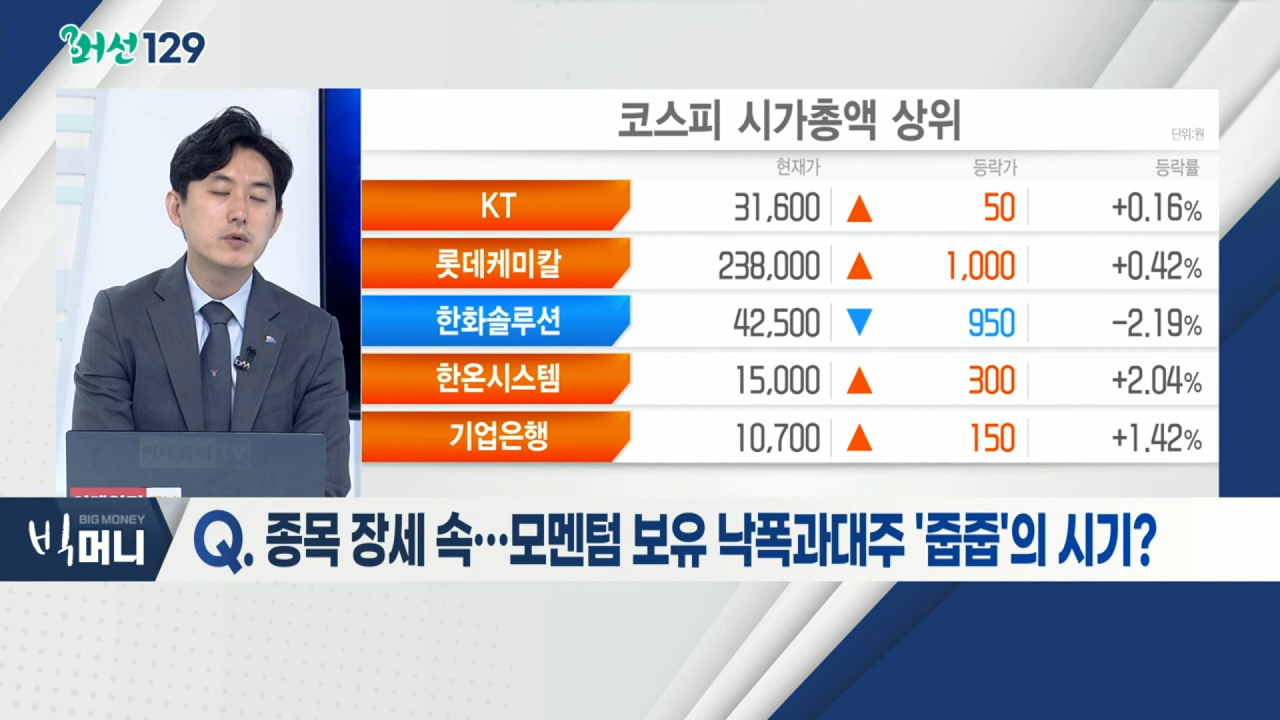 머선129
코스피 시가총액 상위
단위:원
현재가 등락가 등락률
KT 31,600 ▲ 50 +0.16%
롯데케미칼 238,000 ▲ 1,000 +0.42%
한화솔루션 42,500 ▼ 950 -2.19%
한온시스템 15,000 ▲ 300 +2.04%
기업은행 10,700 ▲ 150 +1.42%
빅머니 BIG MONEY
Q. 종목 장세 속…모멘텀 보유 낙폭과대주 '줍줍'의 시기?